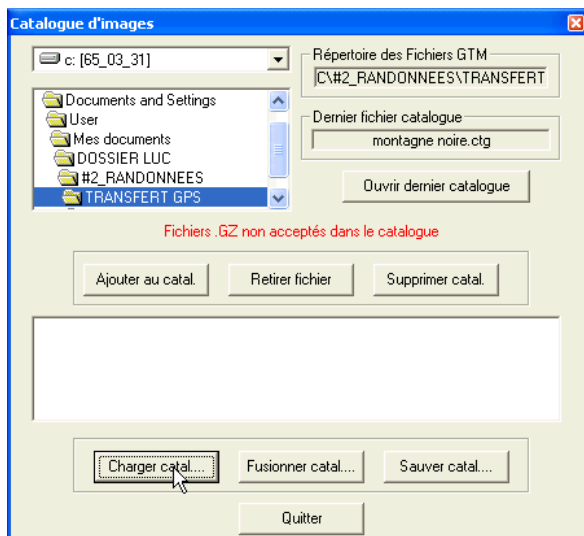 Catalogue d'images
c: [65_03_31]
Documents and Settings
User
Mes documents
DOSSIER LUC
#2_RANDONNEES
TRANSFERT GPS
Répertoire des Fichiers GTM
C\#2_RANDONNEES\TRANSFERT
Dernier fichier catalogue
montagne noire.ctg
Ouvrir dernier catalogue
Fichiers .GZ non acceptés dans le catalogue
Ajouter au catal. Retirer fichier Supprimer catal.
Charger catal.... Fusionner catal.... Sauver catal....
Quitter